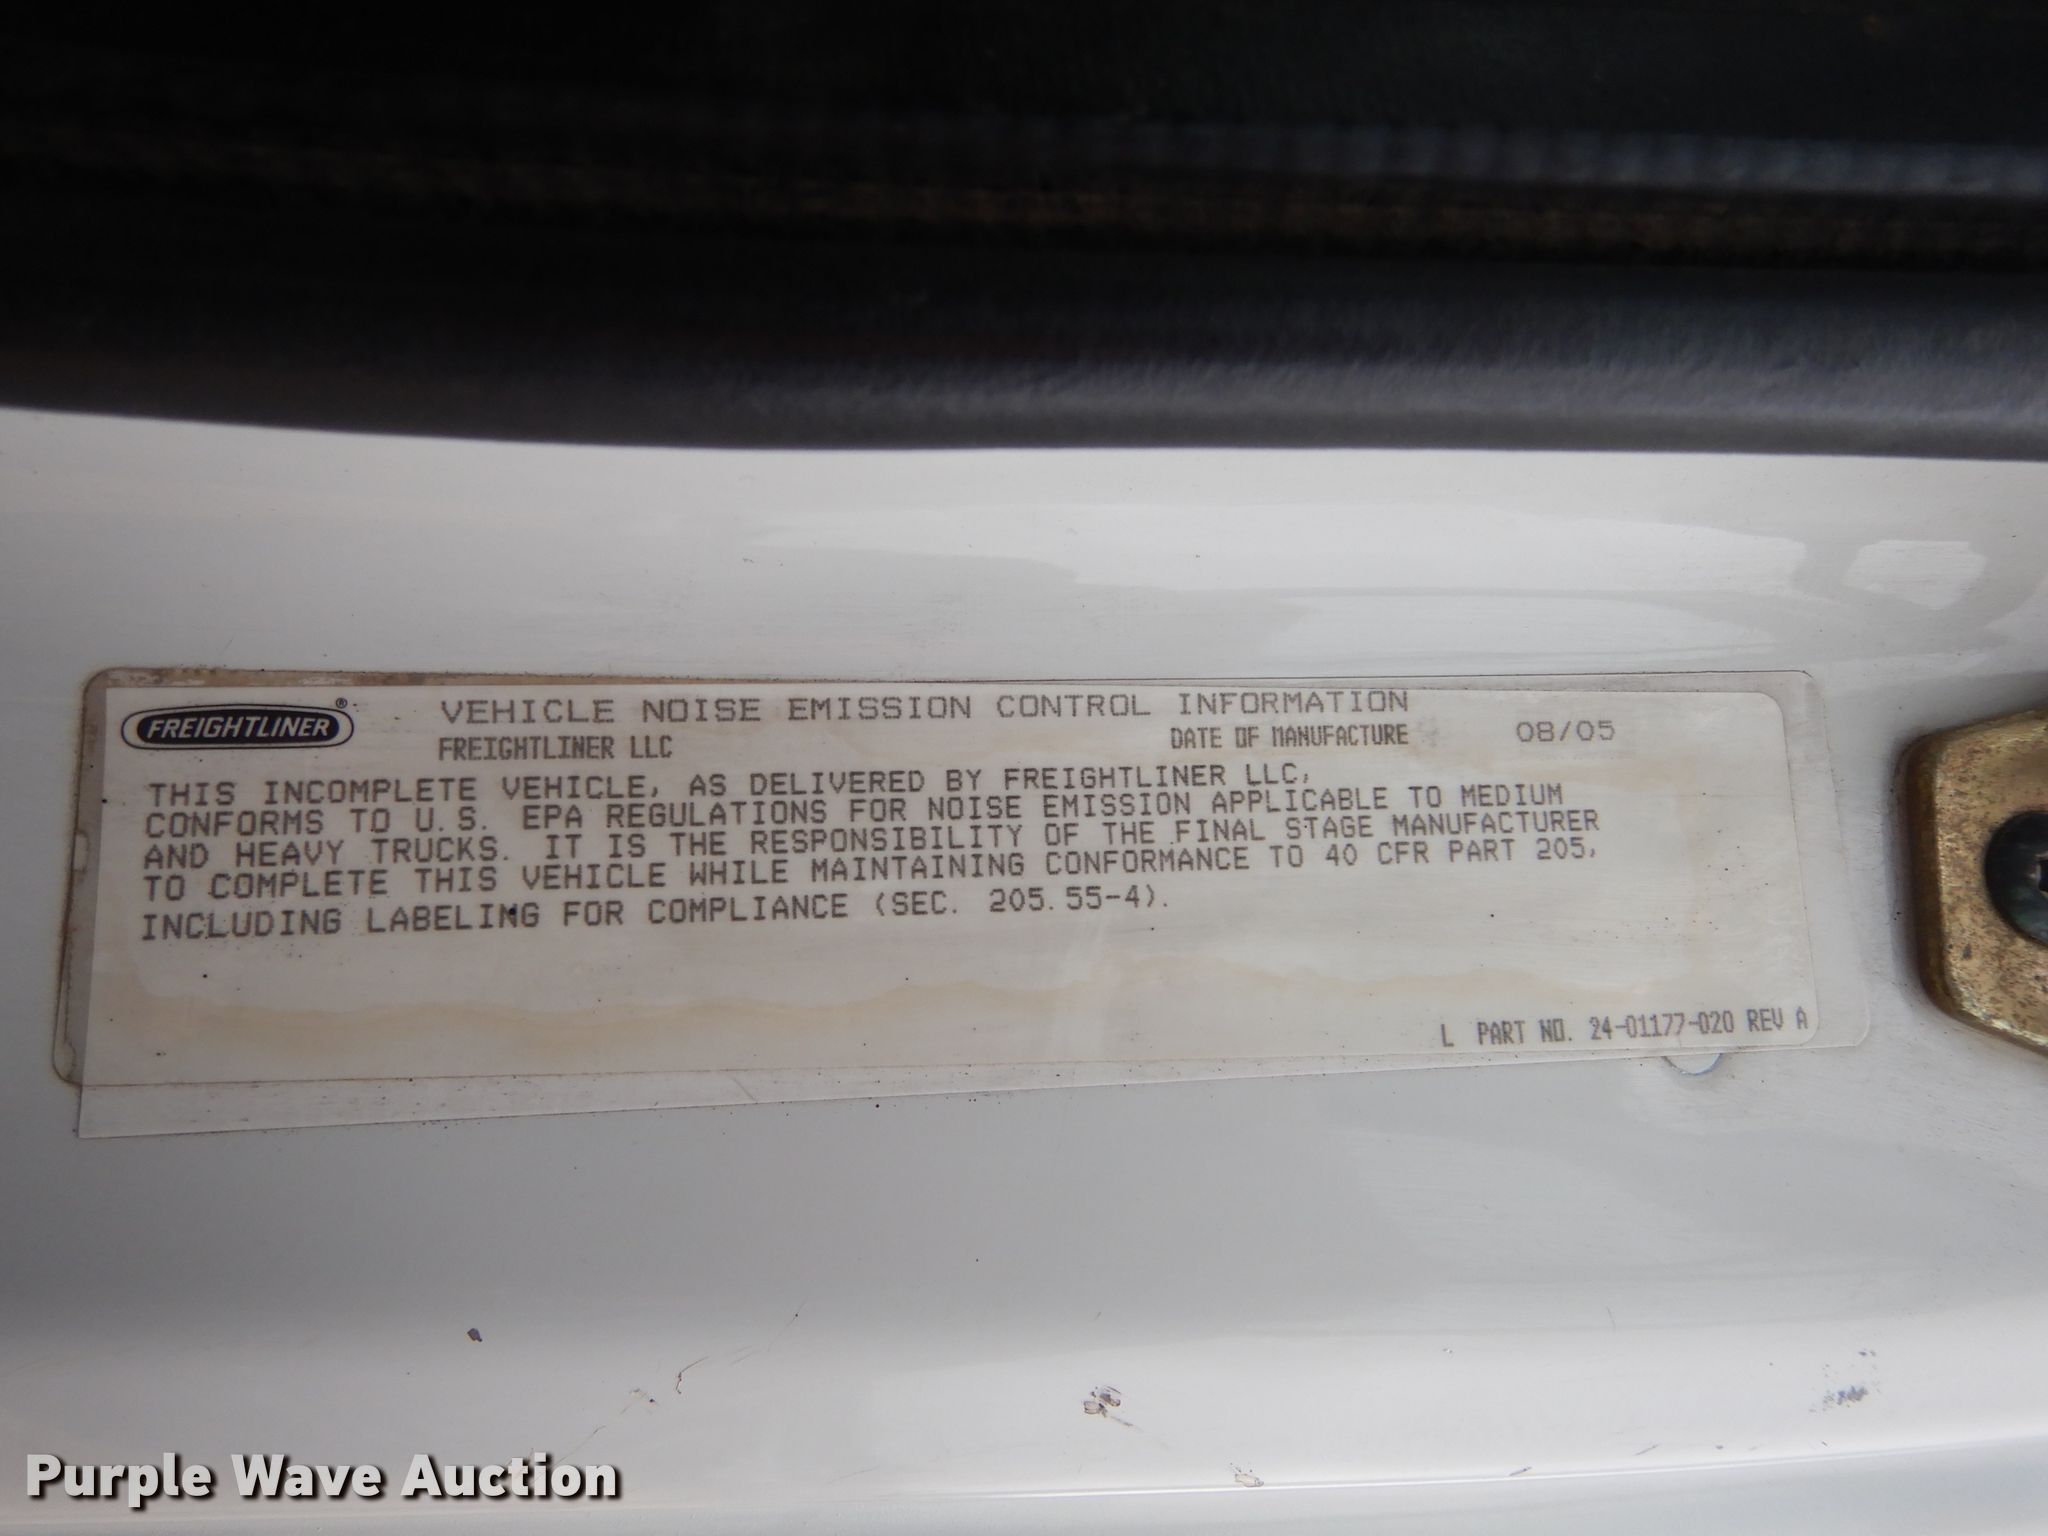 FREIGHTLINER®
VEHICLE NOISE EMISSION CONTROL INFORMATION
FREIGHTLINER LLC
DATE OF MANUFACTURE 08/05
THIS INCOMPLETE VEHICLE, AS DELIVERED BY FREIGHTLINER LLC,
CONFORMS TO U.S. EPA REGULATIONS FOR NOISE EMISSION APPLICABLE TO MEDIUM
AND HEAVY TRUCKS. IT IS THE RESPONSIBILITY OF THE FINAL STAGE MANUFACTURER
TO COMPLETE THIS VEHICLE WHILE MAINTAINING CONFORMANCE TO 40 CFR PART 205,
INCLUDING LABELING FOR COMPLIANCE (SEC. 205.55-4).
L PART NO. 24-01177-020 REV A
Purple Wave Auction